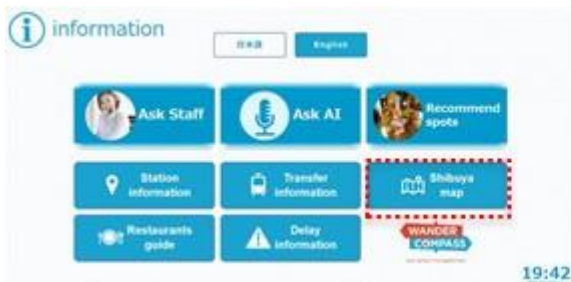 information
日本語
English
Ask Staff
Ask AI
Recommend
spots
Station
information
Transfer
information
Shibuya
map
Restaurants
guide
Delay
information
WANDER
COMPASS
19:42